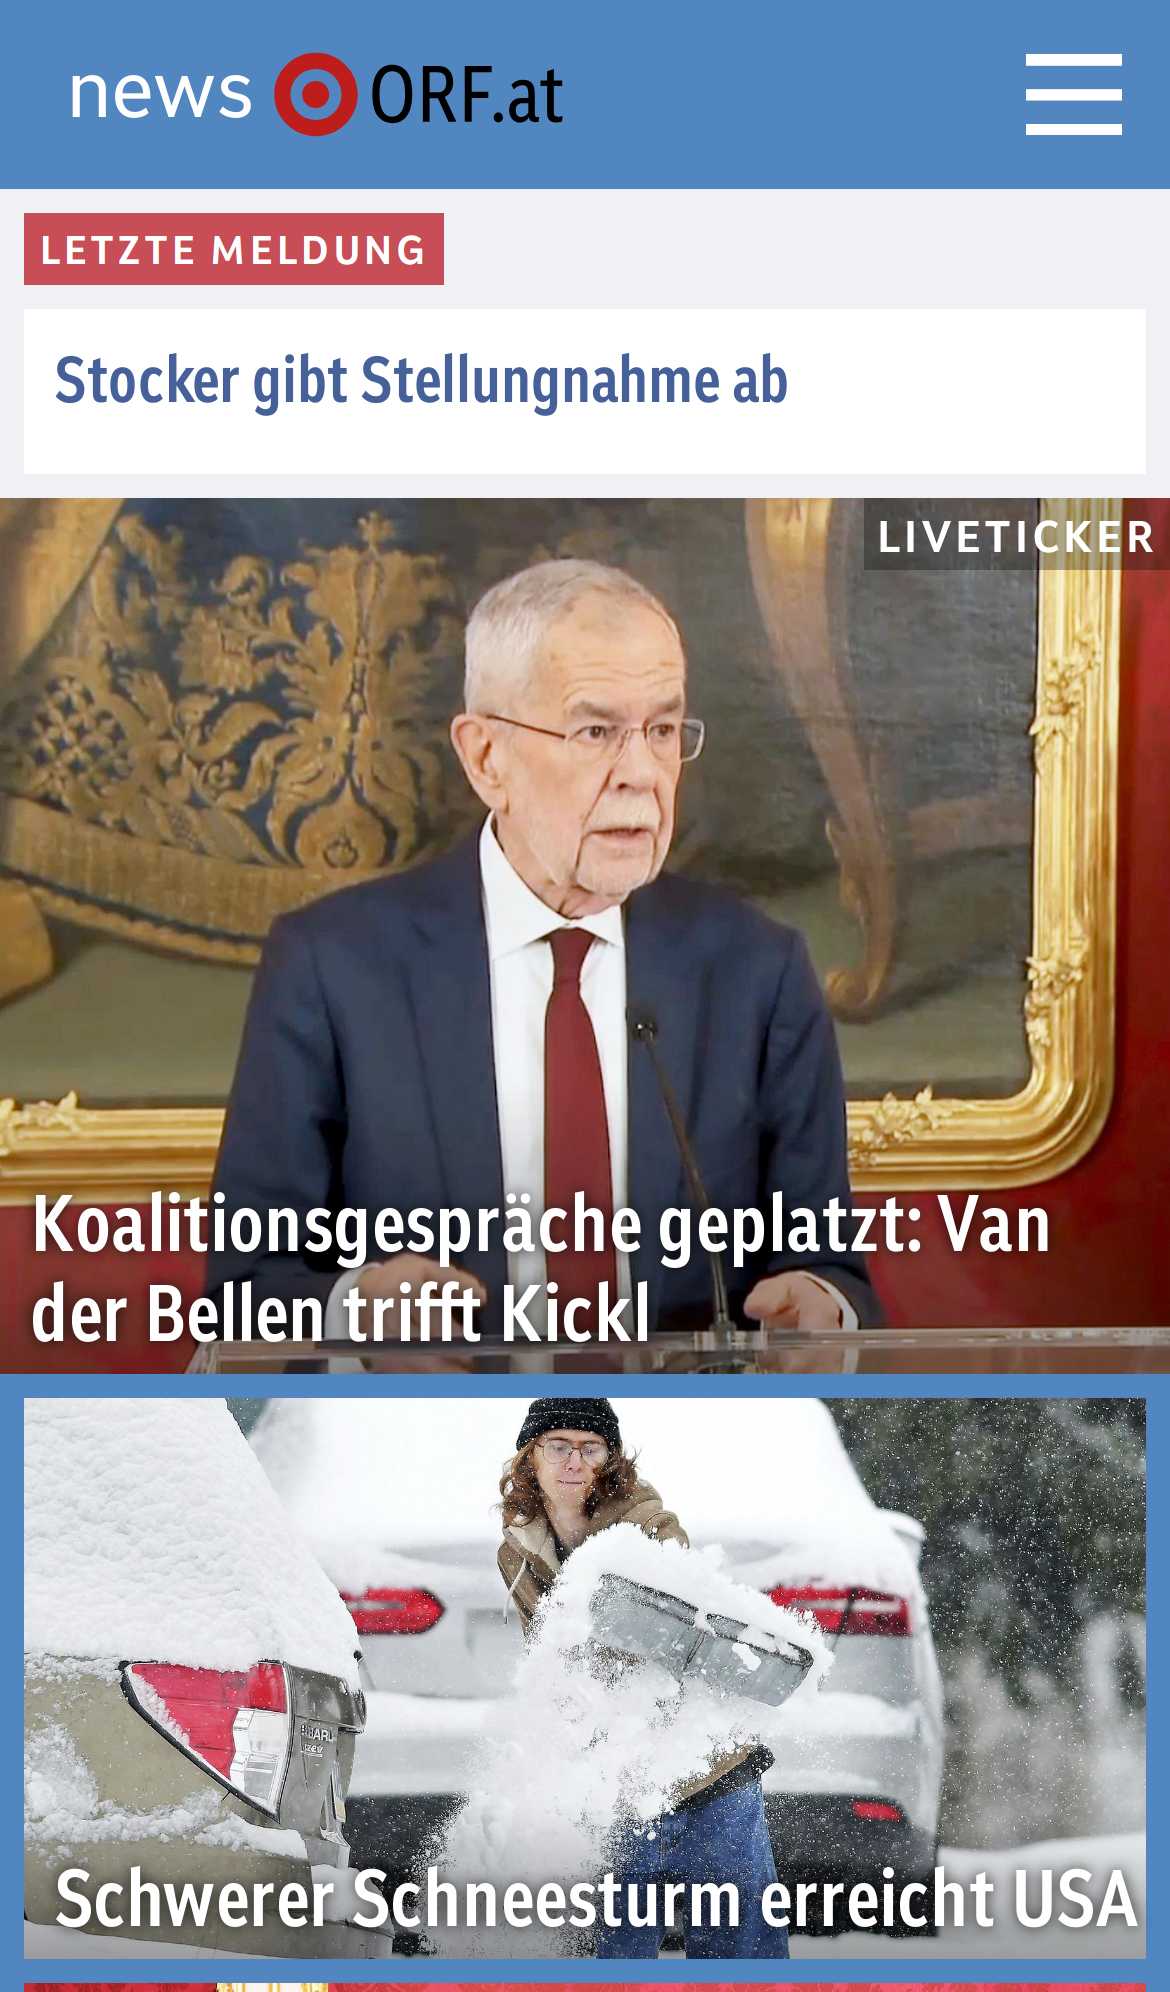 news ORF.at
LETZTE MELDUNG
Stocker gibt Stellungnahme ab
LIVETICKER
Koalitionsgespräche geplatzt: Van
der Bellen trifft Kickl
Schwerer Schneesturm erreicht USA